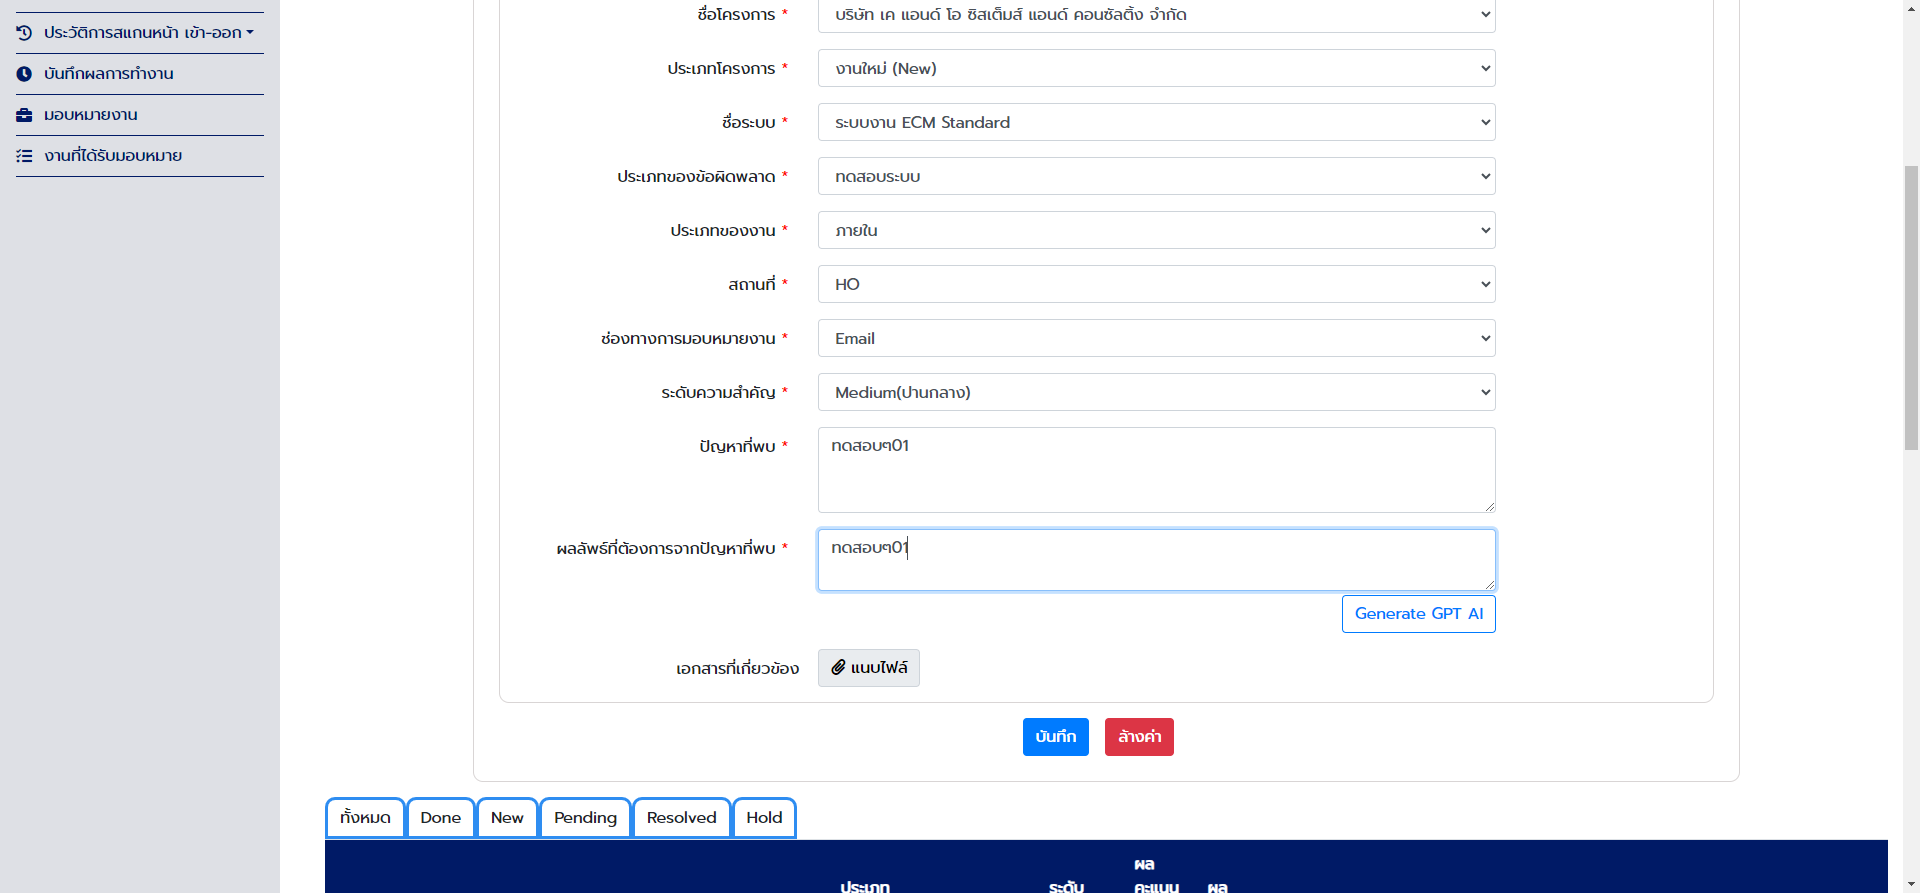 ประวัติการสแกนหน้า เข้า-ออก
บันทึกผลการทำงาน
มอบหมายงาน
งานที่ได้รับมอบหมาย
ชื่อโครงการ * บริษัท เค แอนด์ โอ ซิสเต็มส์ แอนด์ คอนซัลติ้ง จำกัด
ประเภทโครงการ * งานใหม่ (New)
ชื่อระบบ * ระบบงาน ECM Standard
ประเภทของข้อผิดพลาด * ทดสอบระบบ
ประเภทของงาน * ภายใน
สถานที่ * HO
ช่องทางการมอบหมายงาน * Email
ระดับความสำคัญ * Medium(ปานกลาง)
ปัญหาที่พบ * ทดสอบๆ01
ผลลัพธ์ที่ต้องการจากปัญหาที่พบ * ทดสอบๆ01
Generate GPT AI
เอกสารที่เกี่ยวข้อง แนบไฟล์
บันทึก ล้างค่า
ทั้งหมด Done New Pending Resolved Hold
ผล
ประเภท ระดับ คะแนน ผล